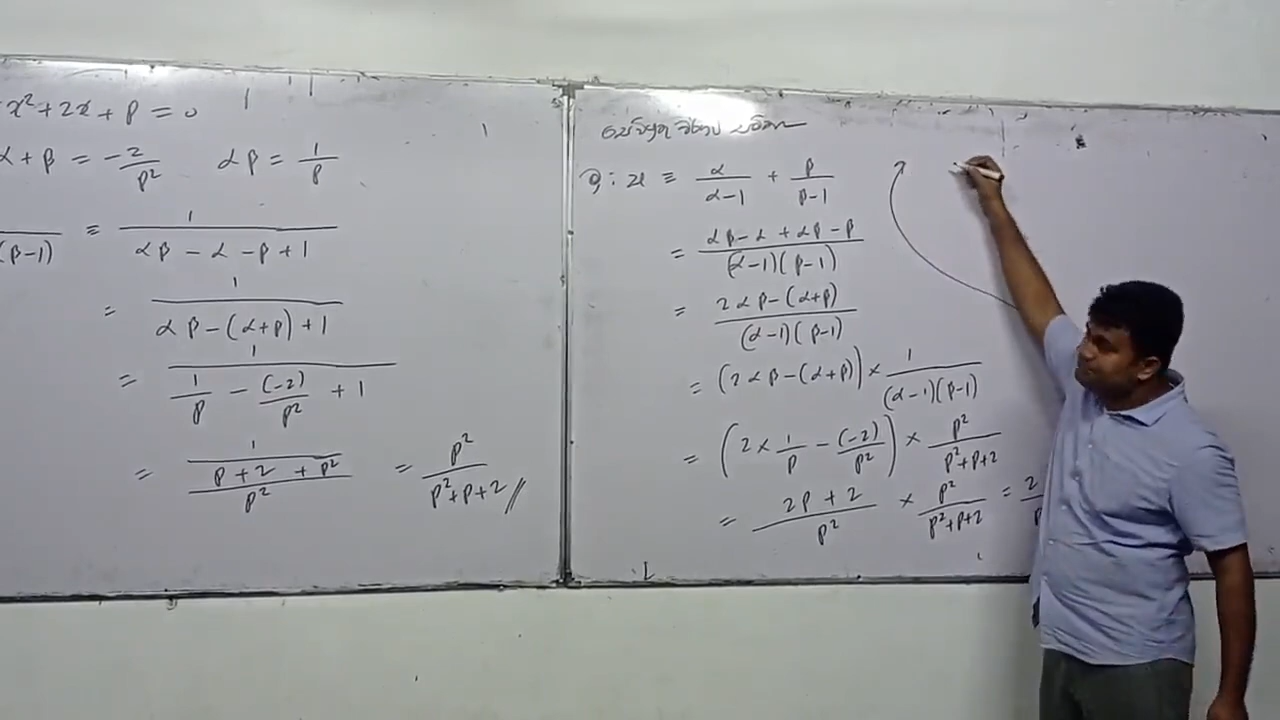 x² + 2x + p = 0
α + β = -2/p²    αβ = 1/p
(β-1) ≡ 1/(αβ - α - β + 1)
= 1/(αβ - (α+β) + 1)
= 1/(1/p - (-2)/p² + 1)
= 1/((p+2+p²)/p²) = p²/(p²+p+2) //
α/(α-1) + β/(β-1)
= (αβ - α + αβ - β)/((α-1)(β-1))
= (2αβ - (α+β))/((α-1)(β-1))
= (2αβ - (α+β)) × 1/((α-1)(β-1))
= (2 × 1/p - (-2)/p²) × p²/(p²+p+2)
= (2p+2)/p² × p²/(p²+p+2) = 2